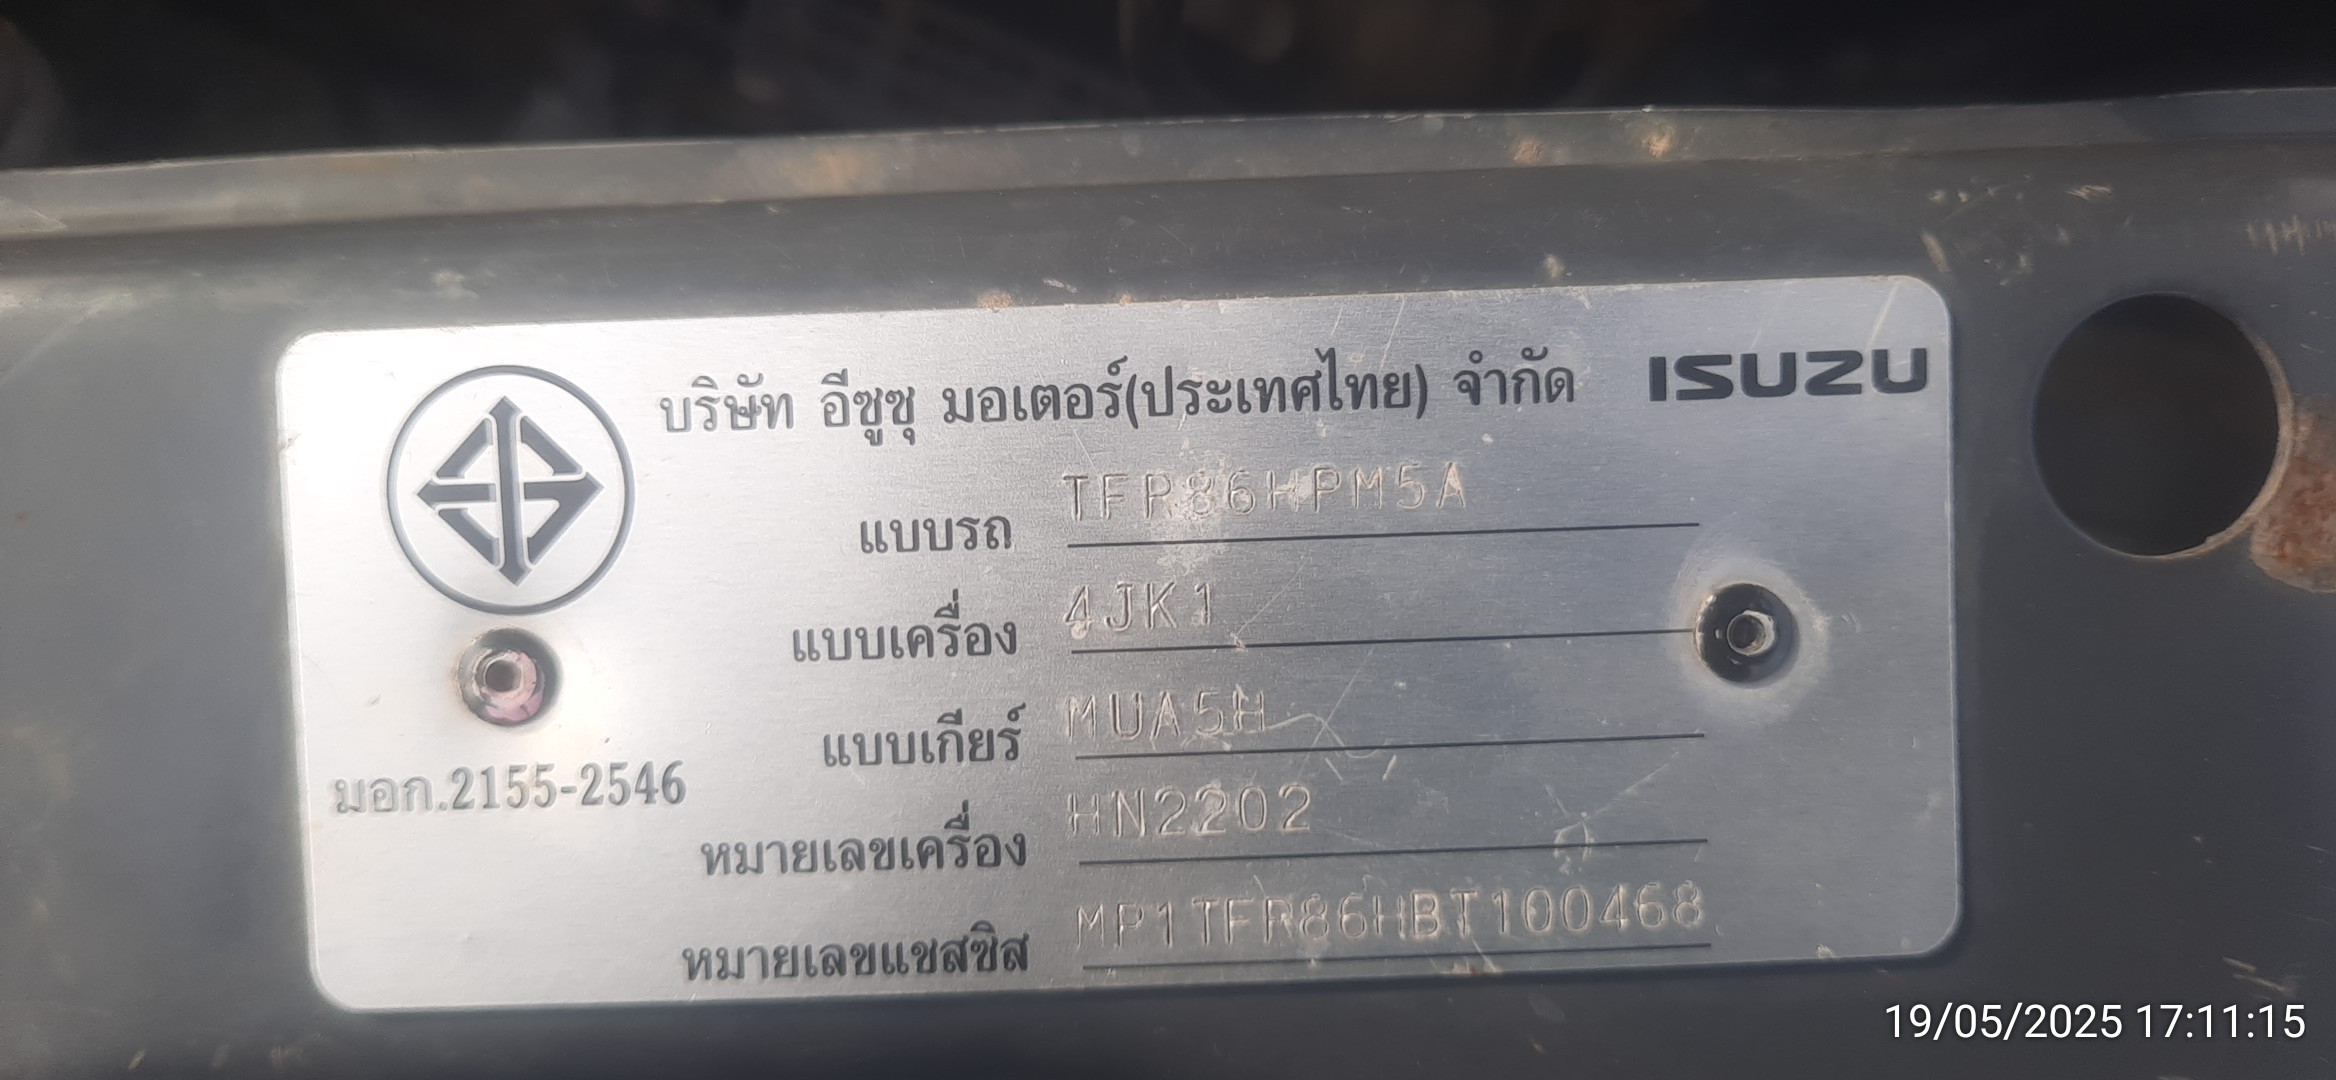 บริษัท อีซูซุ มอเตอร์(ประเทศไทย) จำกัด ISUZU
แบบรถ TFR86HPM5A
แบบเครื่อง 4JK1
แบบเกียร์ MUA5H
มอก.2155-2546
หมายเลขเครื่อง HN2202
หมายเลขแชสซิส MP1TFR86HBT100468
19/05/2025 17:11:15